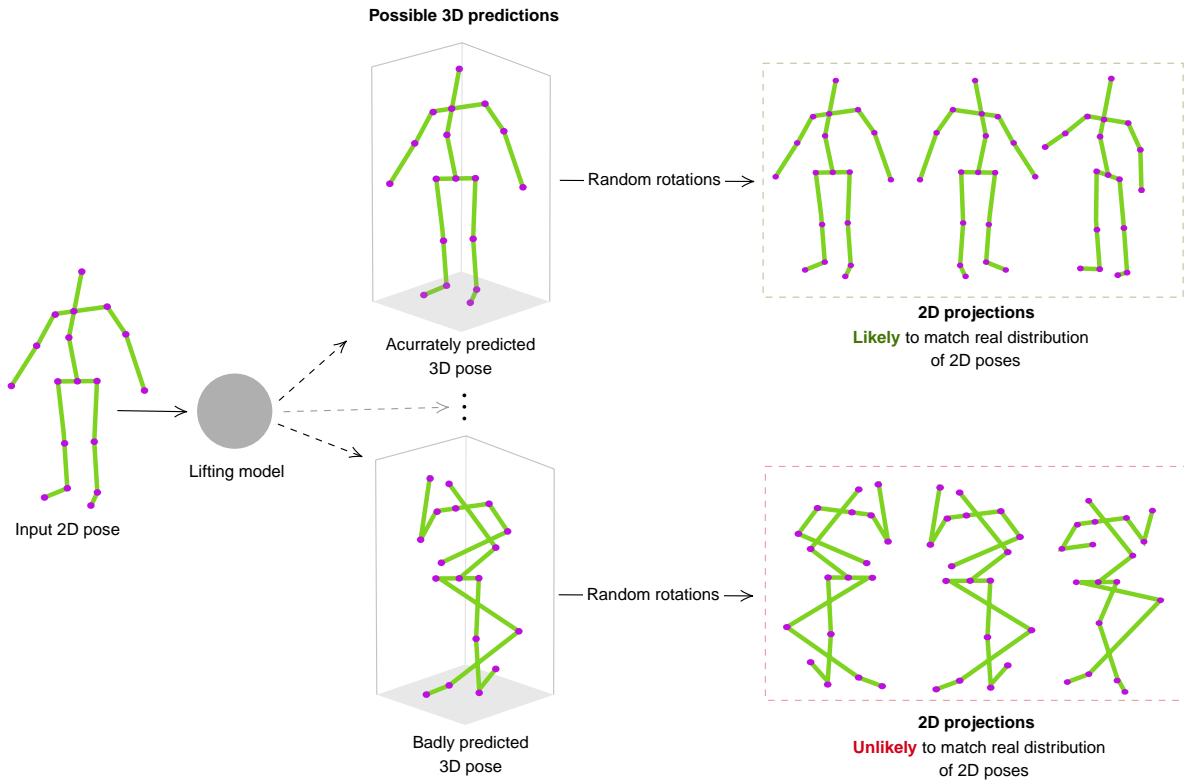 Possible 3D predictions
Random rotations
Acurrately predicted
3D pose
2D projections
Likely to match real distribution
of 2D poses
Input 2D pose
Lifting model
Random rotations
Badly predicted
3D pose
2D projections
Unlikely to match real distribution
of 2D poses